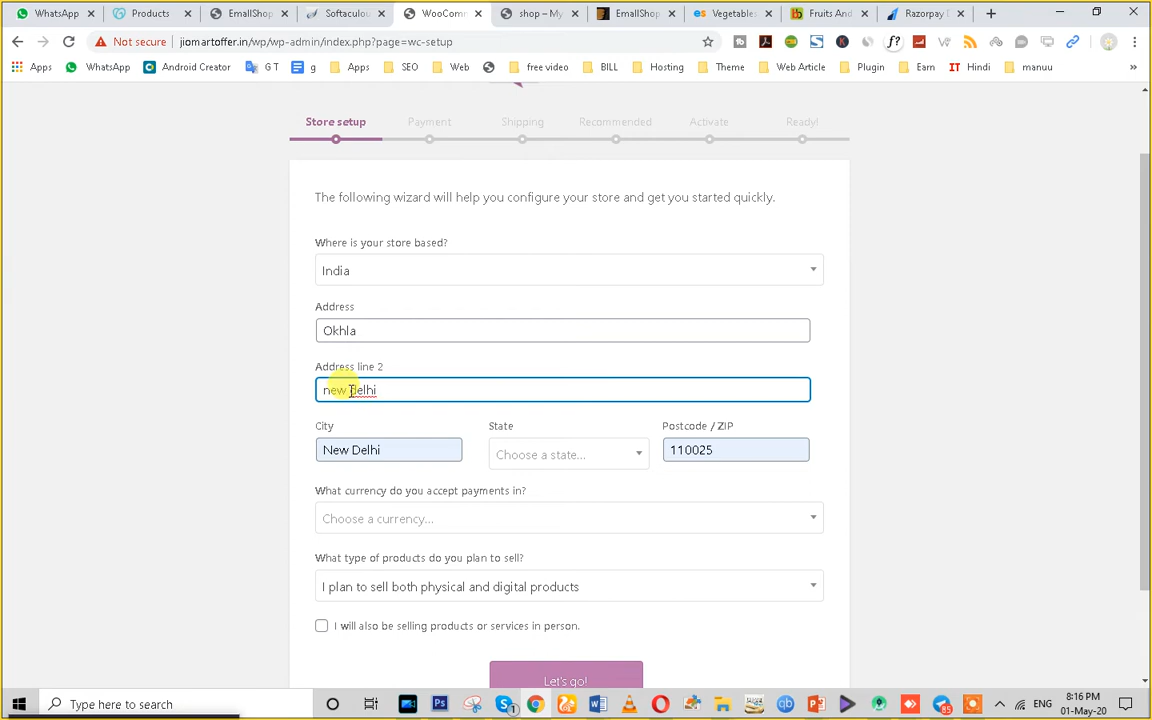 WhatsApp
Products
EmallShop
Softaculou
WooComm
shop – My
EmallShop
Vegetables
Fruits And
Razorpay D
Not secure
jiomartoffer.in/wp/wp-admin/index.php?page=wc-setup
Apps
WhatsApp
Android Creator
G T
g
Apps
SEO
Web
free video
BILL
Hosting
Theme
Web Article
Plugin
Earn
IT Hindi
manuu
Store setup
Payment
Shipping
Recommended
Activate
Ready!
The following wizard will help you configure your store and get you started quickly.
Where is your store based?
India
Address
Okhla
Address line 2
new delhi
City
State
Postcode / ZIP
New Delhi
Choose a state...
110025
What currency do you accept payments in?
Choose a currency...
What type of products do you plan to sell?
I plan to sell both physical and digital products
I will also be selling products or services in person.
Let's go!
Type here to search
ENG
8:16 PM
01-May-20